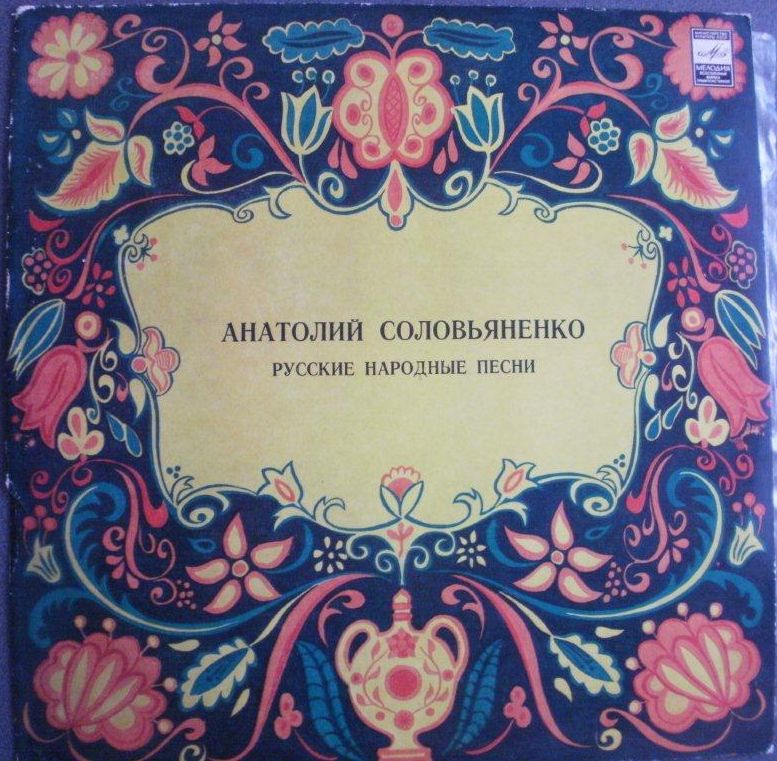 МЕЛОДИЯ
АНАТОЛИЙ СОЛОВЬЯНЕНКО
РУССКИЕ НАРОДНЫЕ ПЕСНИ